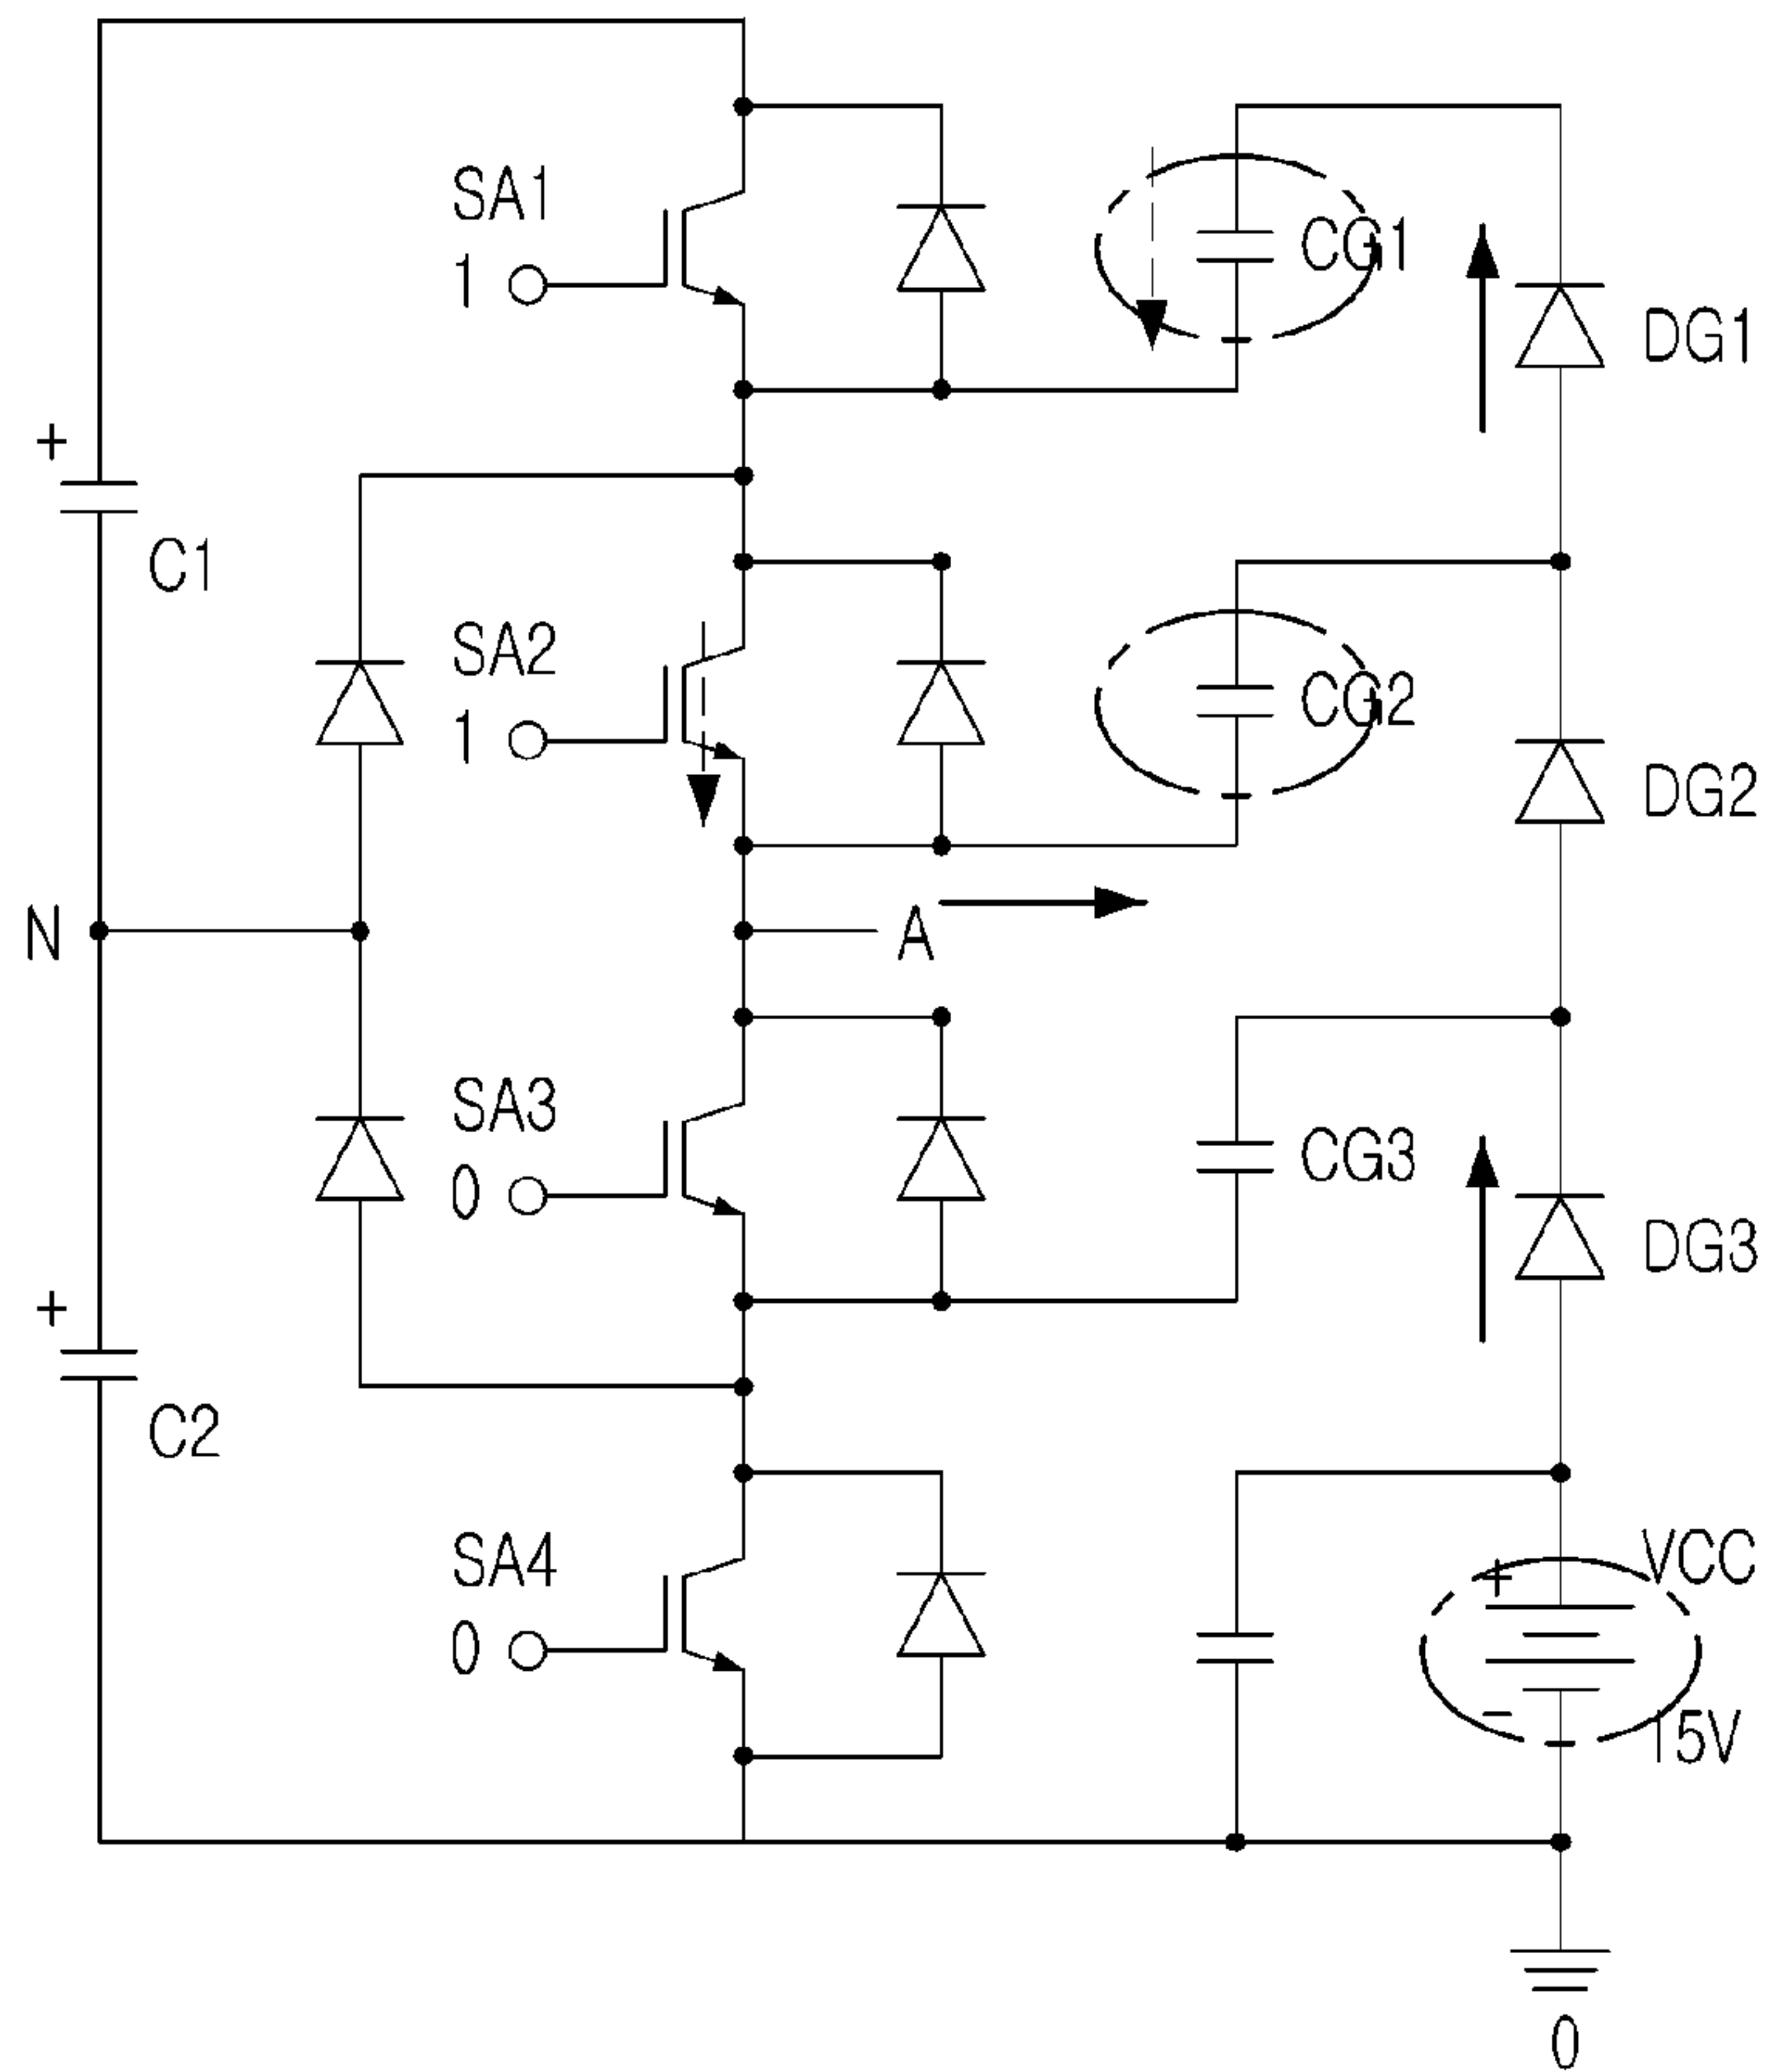 SA1
1
CG1
DG1
+
C1
SA2
1
CG2
DG2
N
A
SA3
0
CG3
DG3
+
C2
SA4
0
VCC
+
-
15V
0